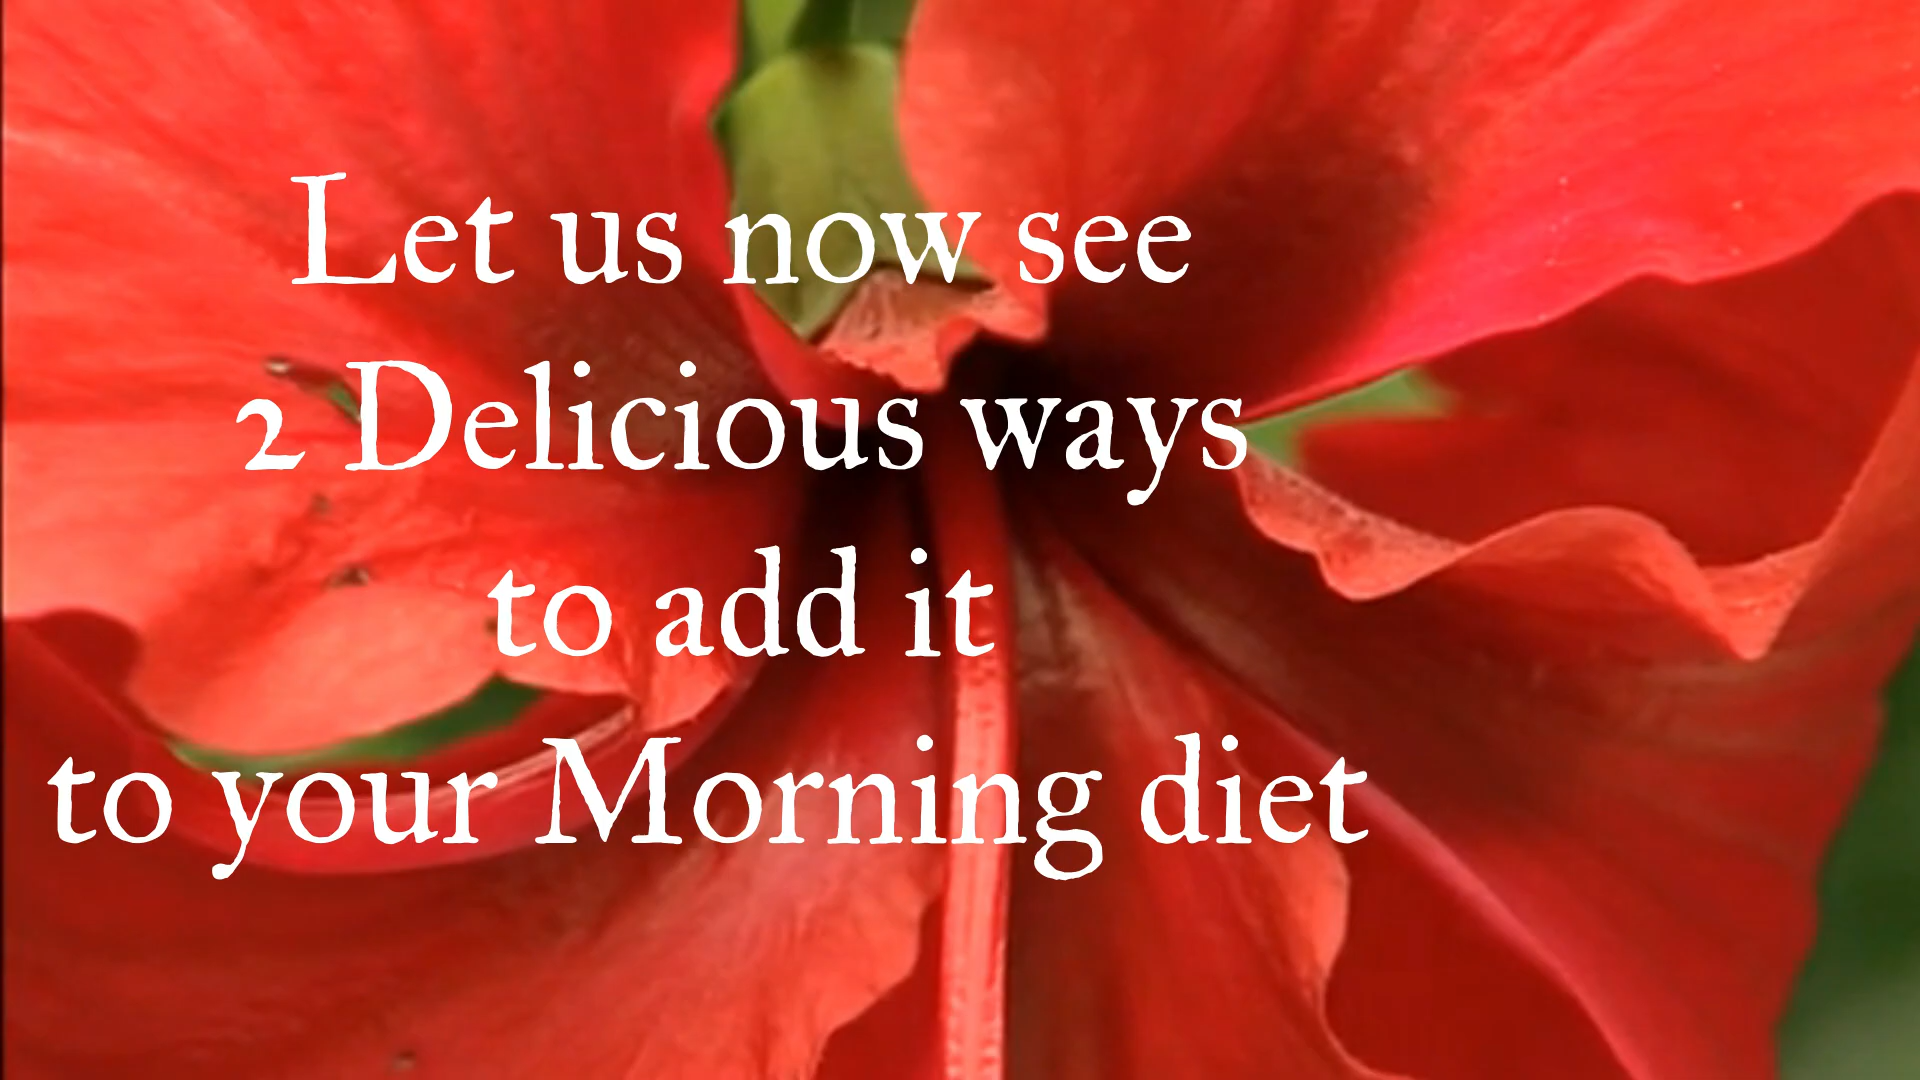 Let us now see
2 Delicious ways
to add it
to your Morning diet